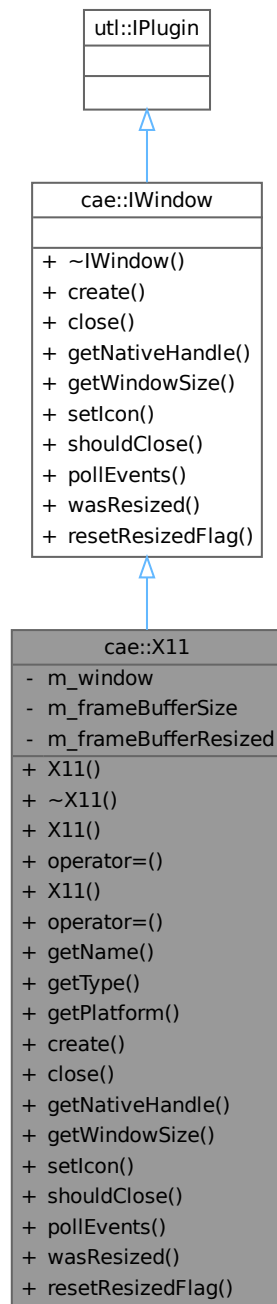 utl::IPlugin
cae::IWindow
+ ~IWindow()
+ create()
+ close()
+ getNativeHandle()
+ getWindowSize()
+ setIcon()
+ shouldClose()
+ pollEvents()
+ wasResized()
+ resetResizedFlag()
cae::X11
- m_window
- m_frameBufferSize
- m_frameBufferResized
+ X11()
+ ~X11()
+ X11()
+ operator=()
+ X11()
+ operator=()
+ getName()
+ getType()
+ getPlatform()
+ create()
+ close()
+ getNativeHandle()
+ getWindowSize()
+ setIcon()
+ shouldClose()
+ pollEvents()
+ wasResized()
+ resetResizedFlag()